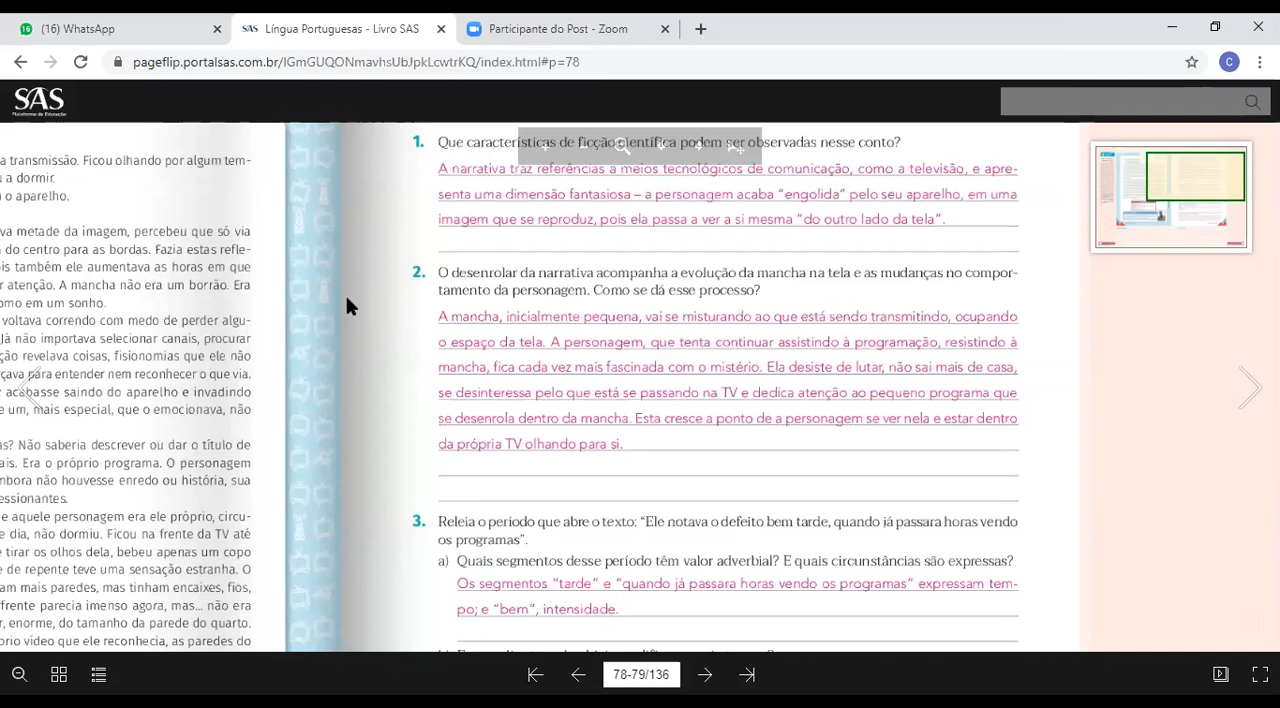 (16) WhatsApp
Língua Portuguesas - Livro SAS
Participante do Post - Zoom
pageflip.portalsas.com.br/IGmGUQONmavhsUbJpkLcwtrKQ/index.html#p=78
C
SAS
Plataforma de Educação
a transmissão. Ficou olhando por algum tem-
a dormir.
o aparelho.
va metade da imagem, percebeu que só via
do centro para as bordas. Fazia estas refle-
is também ele aumentava as horas em que
r atenção. A mancha não era um borrão. Era
omo em um sonho.
voltava correndo com medo de perder algu-
Já não importava selecionar canais, procurar
ção revelava coisas, fisionomias que ele não
rçava para entender nem reconhecer o que via.
acabasse saindo do aparelho e invadindo
e um, mais especial, que o emocionava, não
as? Não saberia descrever ou dar o título de
ais. Era o próprio programa. O personagem
mbora não houvesse enredo ou história, sua
essionantes.
e aquele personagem era ele próprio, circu-
e dia, não dormiu. Ficou na frente da TV até
tirar os olhos dela, bebeu apenas um copo
de repente teve uma sensação estranha. O
am mais paredes, mas tinham encaixes, fios,
frente parecia imenso agora, mas... não era
r, enorme, do tamanho da parede do quarto.
prio vídeo que ele reconhecia, as paredes do
1. Que características de ficção científica podem ser observadas nesse conto?
A narrativa traz referências a meios tecnológicos de comunicação, como a televisão, e apre-
senta uma dimensão fantasiosa – a personagem acaba “engolida” pelo seu aparelho, em uma
imagem que se reproduz, pois ela passa a ver a si mesma “do outro lado da tela”.
2. O desenrolar da narrativa acompanha a evolução da mancha na tela e as mudanças no compor-
tamento da personagem. Como se dá esse processo?
A mancha, inicialmente pequena, vai se misturando ao que está sendo transmitindo, ocupando
o espaço da tela. A personagem, que tenta continuar assistindo à programação, resistindo à
mancha, fica cada vez mais fascinada com o mistério. Ela desiste de lutar, não sai mais de casa,
se desinteressa pelo que está se passando na TV e dedica atenção ao pequeno programa que
se desenrola dentro da mancha. Esta cresce a ponto de a personagem se ver nela e estar dentro
da própria TV olhando para si.
3. Releia o período que abre o texto: “Ele notava o defeito bem tarde, quando já passara horas vendo
os programas”.
a) Quais segmentos desse período têm valor adverbial? E quais circunstâncias são expressas?
Os segmentos “tarde” e “quando já passara horas vendo os programas” expressam tem-
po; e “bem”, intensidade.
78-79/136